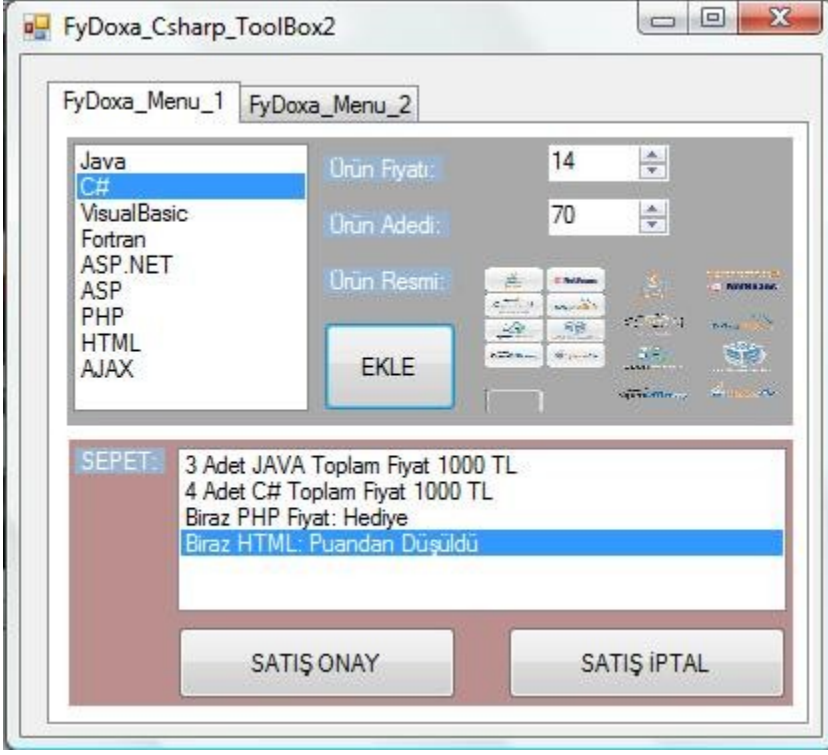 FyDoxa_Csharp_ToolBox2
FyDoxa_Menu_1 FyDoxa_Menu_2
Java
C#
VisualBasic
Fortran
ASP.NET
ASP
PHP
HTML
AJAX
Ürün Fiyatı: 14
Ürün Adedi: 70
Ürün Resmi:
EKLE
SEPET:
3 Adet JAVA Toplam Fiyat 1000 TL
4 Adet C# Toplam Fiyat 1000 TL
Biraz PHP Fiyat: Hediye
Biraz HTML: Puandan Düşüldü
SATIŞ ONAY SATIŞ İPTAL